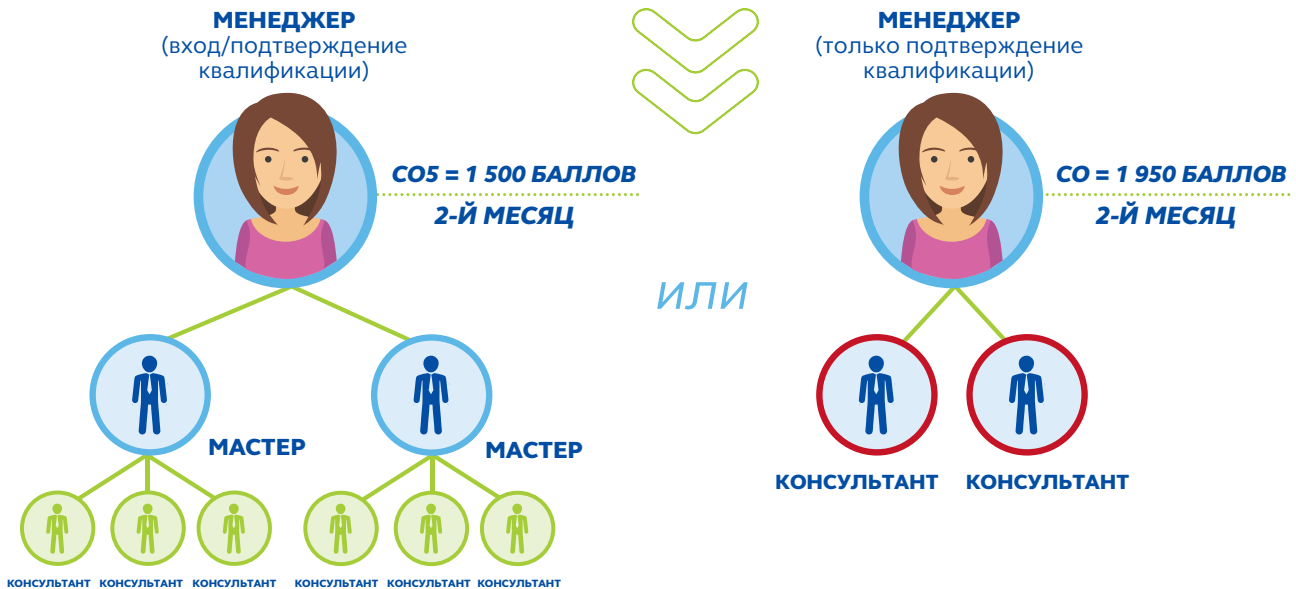 МЕНЕДЖЕР
(вход/подтверждение
квалификации)
СО5 = 1 500 БАЛЛОВ
2-Й МЕСЯЦ
МАСТЕР
МАСТЕР
КОНСУЛЬТАНТ КОНСУЛЬТАНТ КОНСУЛЬТАНТ КОНСУЛЬТАНТ КОНСУЛЬТАНТ КОНСУЛЬТАНТ
ИЛИ
МЕНЕДЖЕР
(только подтверждение
квалификации)
СО = 1 950 БАЛЛОВ
2-Й МЕСЯЦ
КОНСУЛЬТАНТ КОНСУЛЬТАНТ